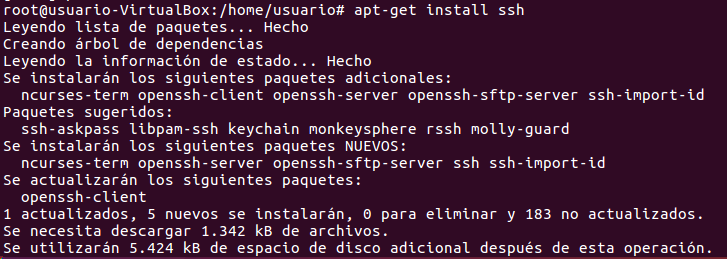 root@usuario-VirtualBox:/home/usuario# apt-get install ssh
Leyendo lista de paquetes... Hecho
Creando árbol de dependencias
Leyendo la información de estado... Hecho
Se instalarán los siguientes paquetes adicionales:
  ncurses-term openssh-client openssh-server openssh-sftp-server ssh-import-id
Paquetes sugeridos:
  ssh-askpass libpam-ssh keychain monkeysphere rssh molly-guard
Se instalarán los siguientes paquetes NUEVOS:
  ncurses-term openssh-server openssh-sftp-server ssh ssh-import-id
Se actualizarán los siguientes paquetes:
  openssh-client
1 actualizados, 5 nuevos se instalarán, 0 para eliminar y 183 no actualizados.
Se necesita descargar 1.342 kB de archivos.
Se utilizarán 5.424 kB de espacio de disco adicional después de esta operación.